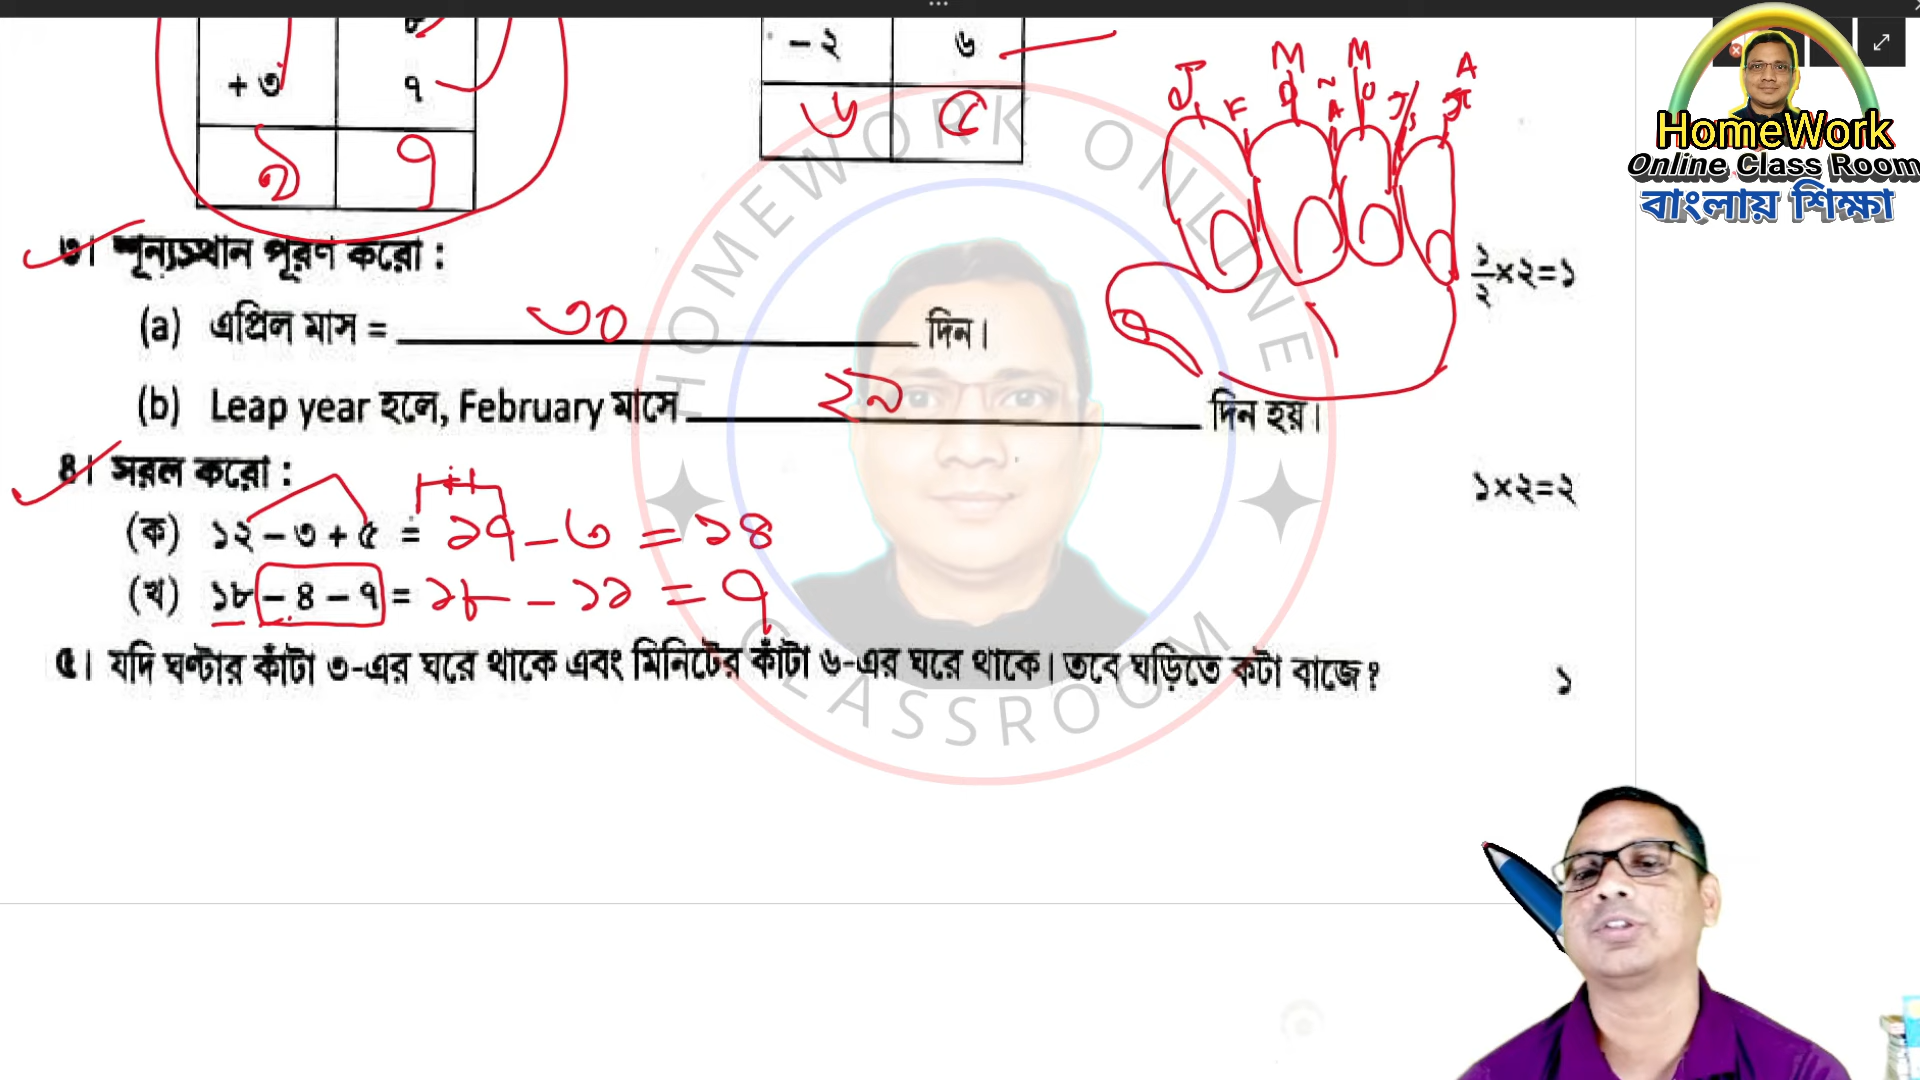 ৮
+ ৩ ৭
৯ ৭
- ২ ৬
৬ ৫
J F M A M J A
HomeWork
Online Class Room
বাংলায় শিক্ষা
HOMEWORK ONLINE
CLASSROOM
৩। শূন্যস্থান পূরণ করো : ১/২×২=১
(a) এপ্রিল মাস = ৩০ দিন।
(b) Leap year হলে, February মাসে ২৯ দিন হয়।
৪। সরল করো : ১×২=২
(ক) ১২ – ৩ + ৫ = ১৭ – ৩ = ১৪
(খ) ১৮ – ৪ – ৭ = ১৮ – ১১ = ৭
৫। যদি ঘণ্টার কাঁটা ৩-এর ঘরে থাকে এবং মিনিটের কাঁটা ৬-এর ঘরে থাকে। তবে ঘড়িতে কটা বাজে? ১